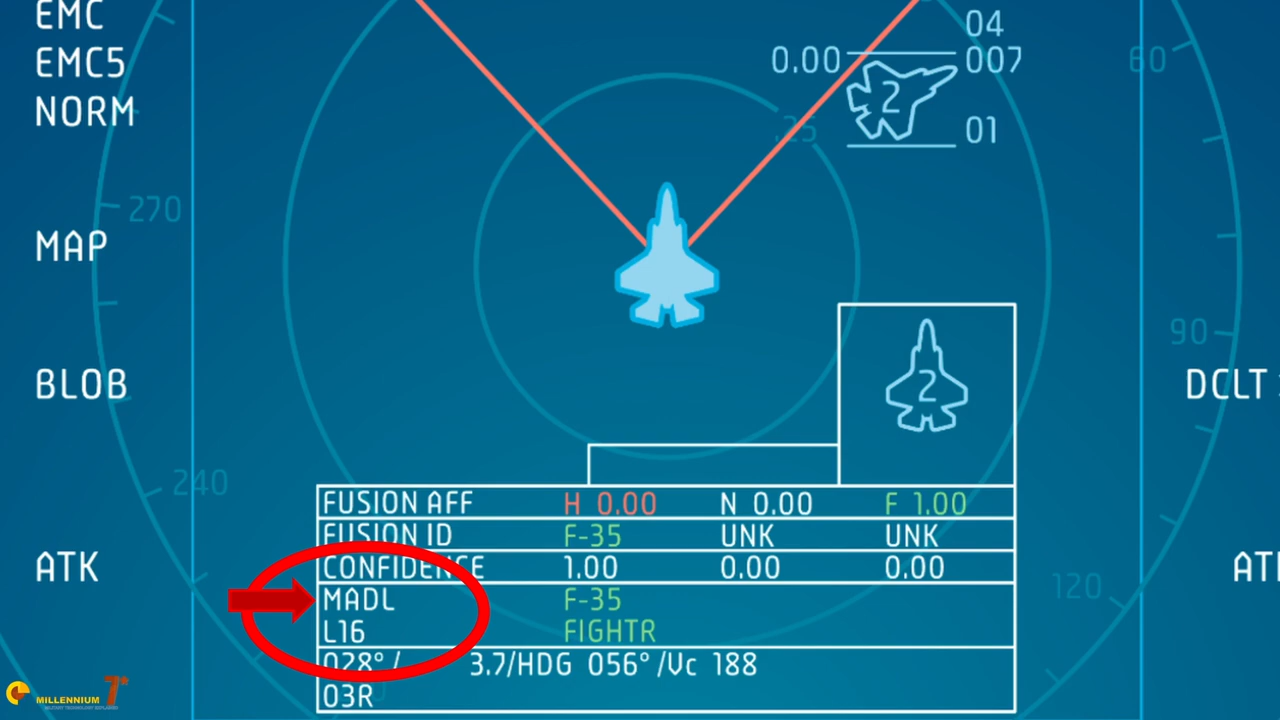 EMC
EMC5
NORM
MAP
BLOB
ATK
270
240
04
0.00 007
2
01
.25
60
90
120
DCLT
2
FUSION AFF H 0.00 N 0.00 F 1.00
FUSION ID F-35 UNK UNK
CONFIDENCE 1.00 0.00 0.00
MADL F-35
L16 FIGHTR
028°/ 3.7/HDG 056°/Vc 188
03R
MILLENNIUM 7*